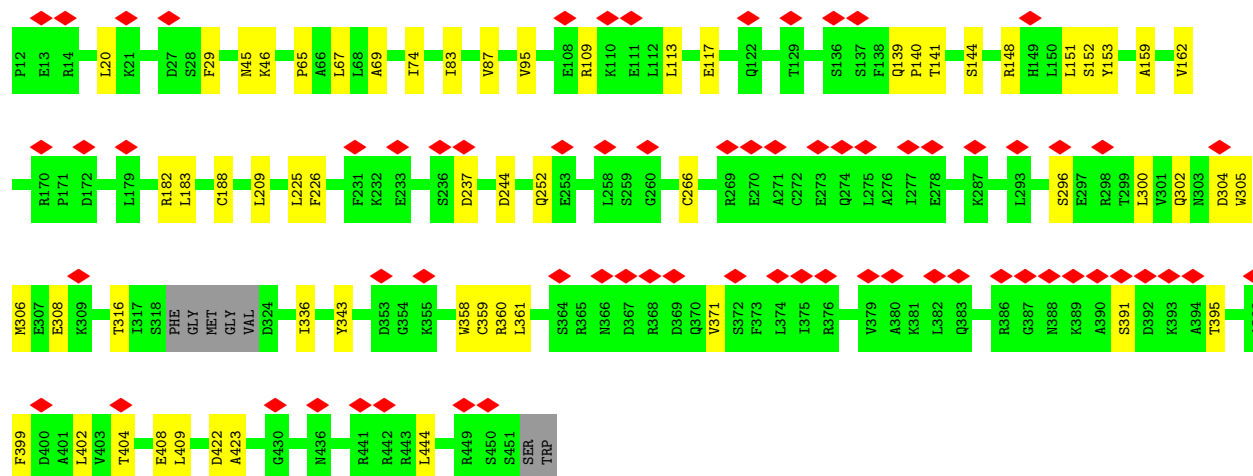 P12 E13 R14 L20 K21 D27 S28 F29 N45 K46 P65 A66 L67 L68 A69 I74 I83 V87 V95 E108 R109 K110 E111 L112 L113 E117 Q122 T129 S136 S137 F138 Q139 P140 T141 S144 R148 H149 L150 L151 S152 Y153 A159 V162
R170 P171 D172 L179 R182 L183 C188 L209 L225 F226 F231 K232 E233 S236 D237 D244 Q252 E253 L258 S259 G260 C266 R269 E270 A271 C272 E273 Q274 L275 A276 I277 E278 K287 L293 S296 E297 R298 T299 L300 V301 Q302 N303 D304 W305
M306 E307 E308 K309 T316 I317 S318 PHE GLY MET GLY VAL D324 I336 Y343 D353 G354 K355 W358 C359 R360 L361 S364 R365 N366 D367 R368 D369 Q370 V371 S372 F373 L374 I375 R376 V379 A380 K381 L382 Q383 R386 G387 N388 K389 A390 S391 D392 K393 A394 T395
F399 D400 A401 L402 V403 T404 E408 L409 D422 A423 G430 N436 R441 R442 R443 L444 R449 S450 S451 SER TRP